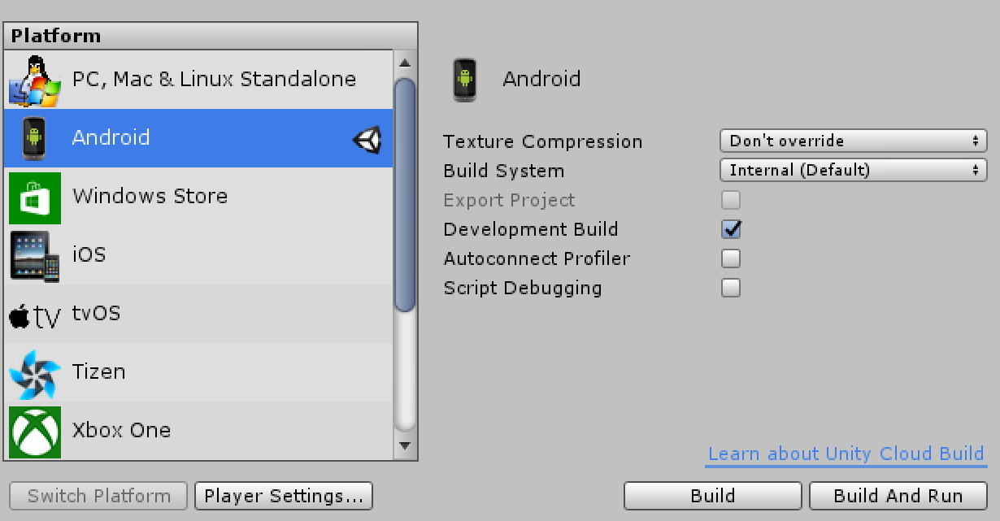 Platform
PC, Mac & Linux Standalone
Android
Windows Store
iOS
tv tvOS
Tizen
Xbox One
Switch Platform
Player Settings...
Android
Texture Compression Don't override
Build System Internal (Default)
Export Project
Development Build
Autoconnect Profiler
Script Debugging
Learn about Unity Cloud Build
Build
Build And Run